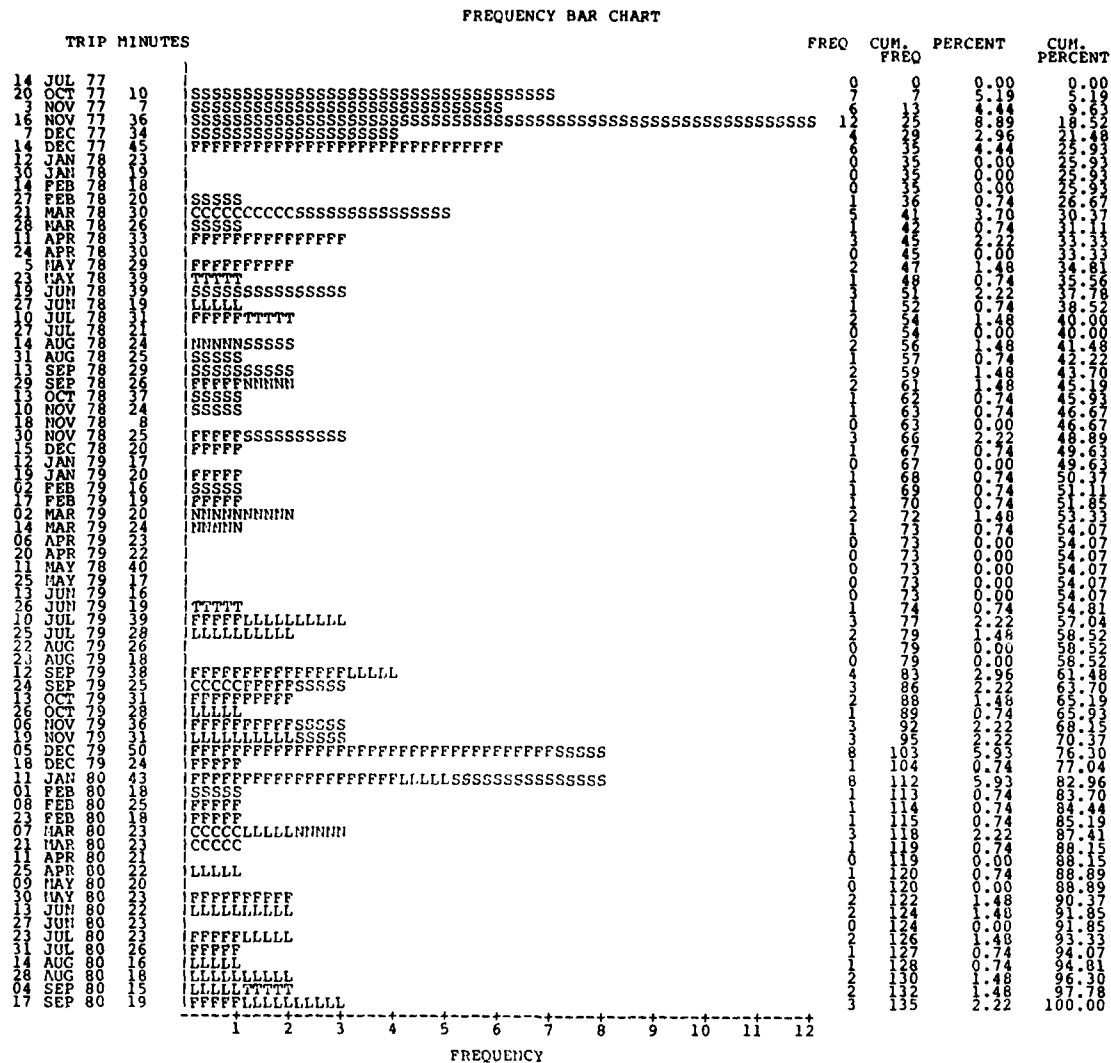 FREQUENCY BAR CHART
TRIP MINUTES FREQ CUM. FREQ PERCENT CUM. PERCENT
14 JUL 77 | 0 0 0.00 0.00
20 OCT 77 10 |SSSSSSSSSSSSSSSSSSSSSSSSSSSSSSSSSSS 7 7 5.19 5.19
3 NOV 77 7 |SSSSSSSSSSSSSSSSSSSSSSSSSSSSSS 6 13 4.44 9.63
16 NOV 77 36 |SSSSSSSSSSSSSSSSSSSSSSSSSSSSSSSSSSSSSSSSSSSSSSSSSSSSSSSSSSSS 12 25 8.89 18.52
7 DEC 77 34 |SSSSSSSSSSSSSSSSSSSS 4 29 2.96 21.48
14 DEC 77 45 |FFFFFFFFFFFFFFFFFFFFFFFFFFFFFF 6 35 4.44 25.93
12 JAN 78 23 | 0 35 0.00 25.93
30 JAN 78 19 | 0 35 0.00 25.93
14 FEB 78 18 | 0 35 0.00 25.93
27 FEB 78 20 |SSSSS 1 36 0.74 26.67
21 MAR 78 30 |CCCCCCCCCCSSSSSSSSSSSSSSS 5 41 3.70 30.37
28 MAR 78 26 |SSSSS 1 42 0.74 31.11
11 APR 78 33 |FFFFFFFFFFFFFFF 3 45 2.22 33.33
24 APR 78 30 | 0 45 0.00 33.33
5 MAY 78 29 |FFFFFFFFFF 2 47 1.48 34.81
23 MAY 78 39 |TTTTT 1 48 0.74 35.56
19 JUN 78 39 |SSSSSSSSSSSSSSS 3 51 2.22 37.78
27 JUN 78 19 |LLLLL 1 52 0.74 38.52
10 JUL 78 31 |FFFFFTTTTT 2 54 1.48 40.00
27 JUL 78 21 | 0 54 0.00 40.00
14 AUG 78 24 |NNNNNSSSSS 2 56 1.48 41.48
31 AUG 78 25 |SSSSS 1 57 0.74 42.22
13 SEP 78 29 |SSSSSSSSSS 2 59 1.48 43.70
29 SEP 78 26 |FFFFFNNNNN 2 61 1.48 45.19
13 OCT 78 37 |SSSSS 1 62 0.74 45.93
10 NOV 78 24 |SSSSS 1 63 0.74 46.67
18 NOV 78 8 | 0 63 0.00 46.67
30 NOV 78 25 |FFFFFSSSSSSSSSS 3 66 2.22 48.89
15 DEC 78 20 |FFFFF 1 67 0.74 49.63
12 JAN 79 17 | 0 67 0.00 49.63
19 JAN 79 20 |FFFFF 1 68 0.74 50.37
02 FEB 79 16 |SSSSS 1 69 0.74 51.11
17 FEB 79 19 |FFFFF 1 70 0.74 51.85
02 MAR 79 20 |NNNNNNNNNN 2 72 1.48 53.33
14 MAR 79 24 |NNNNN 1 73 0.74 54.07
06 APR 79 23 | 0 73 0.00 54.07
20 APR 79 22 | 0 73 0.00 54.07
11 MAY 78 40 | 0 73 0.00 54.07
25 MAY 79 17 | 0 73 0.00 54.07
13 JUN 79 16 | 0 73 0.00 54.07
26 JUN 79 19 |TTTTT 1 74 0.74 54.81
10 JUL 79 39 |FFFFFLLLLLLLLLL 3 77 2.22 57.04
25 JUL 79 28 |LLLLLLLLLL 2 79 1.48 58.52
22 AUG 79 26 | 0 79 0.00 58.52
23 AUG 79 18 | 0 79 0.00 58.52
12 SEP 79 38 |FFFFFFFFFFFFFFFLLLLL 4 83 2.96 61.48
24 SEP 79 25 |CCCCCFFFFFSSSSS 3 86 2.22 63.70
13 OCT 79 31 |FFFFFFFFFF 2 88 1.48 65.19
26 OCT 79 28 |LLLLL 1 89 0.74 65.93
06 NOV 79 36 |FFFFFFFFFFSSSSS 3 92 2.22 68.15
19 NOV 79 31 |LLLLLLLLLLSSSSS 3 95 2.22 70.37
05 DEC 79 50 |FFFFFFFFFFFFFFFFFFFFFFFFFFFFFFFFFFFSSSSS 8 103 5.93 76.30
18 DEC 79 24 |FFFFF 1 104 0.74 77.04
11 JAN 80 43 |FFFFFFFFFFFFFFFFFFFFLLLLLSSSSSSSSSSSSSSS 8 112 5.93 82.96
01 FEB 80 18 |SSSSS 1 113 0.74 83.70
08 FEB 80 25 |FFFFF 1 114 0.74 84.44
23 FEB 80 18 |FFFFF 1 115 0.74 85.19
07 MAR 80 23 |CCCCCLLLLLNNNNN 3 118 2.22 87.41
21 MAR 80 23 |CCCCC 1 119 0.74 88.15
11 APR 80 21 | 0 119 0.00 88.15
25 APR 80 22 |LLLLL 1 120 0.74 88.89
09 MAY 80 20 | 0 120 0.00 88.89
30 MAY 80 23 |FFFFFFFFFF 2 122 1.48 90.37
13 JUN 80 22 |LLLLLLLLLL 2 124 1.48 91.85
27 JUN 80 23 | 0 124 0.00 91.85
23 JUL 80 23 |FFFFFLLLLL 2 126 1.48 93.33
31 JUL 80 26 |FFFFF 1 127 0.74 94.07
14 AUG 80 16 |LLLLL 1 128 0.74 94.81
28 AUG 80 18 |LLLLLLLLLL 2 130 1.48 96.30
04 SEP 80 15 |LLLLLTTTTT 2 132 1.48 97.78
17 SEP 80 19 |FFFFFLLLLLLLLLL 3 135 2.22 100.00
1 2 3 4 5 6 7 8 9 10 11 12
FREQUENCY